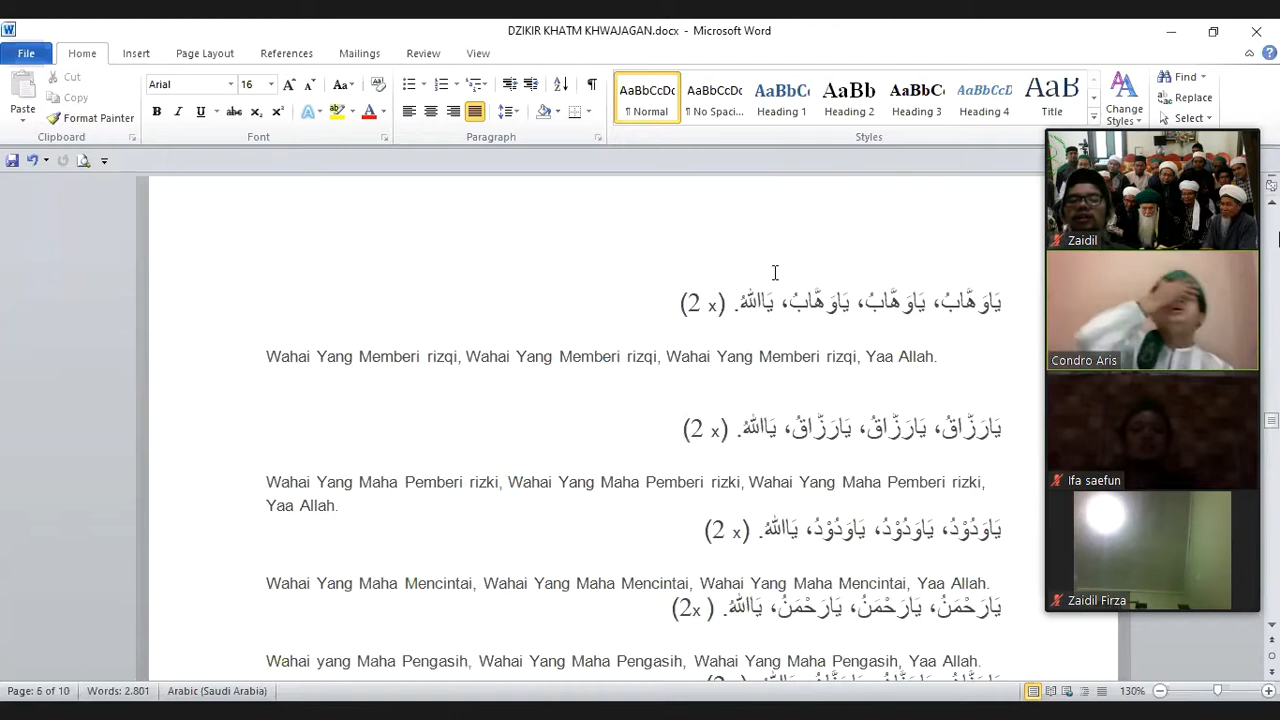 DZIKIR KHATM KHWAJAGAN.docx - Microsoft Word
File Home Insert Page Layout References Mailings Review View
Paste
Cut
Copy
Format Painter
Clipboard
Arial 16
Font
Paragraph
AaBbCcDc AaBbCcDc AaBbC AaBb AaBbC AaBbCcD AaB
¶ Normal ¶ No Spaci... Heading 1 Heading 2 Heading 3 Heading 4 Title
Styles
Change Styles
Find
Replace
Select
يَاوَهَّابُ، يَاوَهَّابُ، يَاوَهَّابُ، يَااللهُ. (2 x)
Wahai Yang Memberi rizqi, Wahai Yang Memberi rizqi, Wahai Yang Memberi rizqi, Yaa Allah.
يَارَزَّاقُ، يَارَزَّاقُ، يَارَزَّاقُ، يَااللهُ. (2 x)
Wahai Yang Maha Pemberi rizki, Wahai Yang Maha Pemberi rizki, Wahai Yang Maha Pemberi rizki,
Yaa Allah.
يَاوَدُوْدُ، يَاوَدُوْدُ، يَاوَدُوْدُ، يَااللهُ. (2 x)
Wahai Yang Maha Mencintai, Wahai Yang Maha Mencintai, Wahai Yang Maha Mencintai, Yaa Allah.
يَارَحْمَنُ، يَارَحْمَنُ، يَارَحْمَنُ، يَااللهُ. (2x )
Wahai yang Maha Pengasih, Wahai Yang Maha Pengasih, Wahai Yang Maha Pengasih, Yaa Allah.
Zaidil
Condro Aris
Ifa saefun
Zaidil Firza
Page: 6 of 10 Words: 2.801 Arabic (Saudi Arabia) 130%